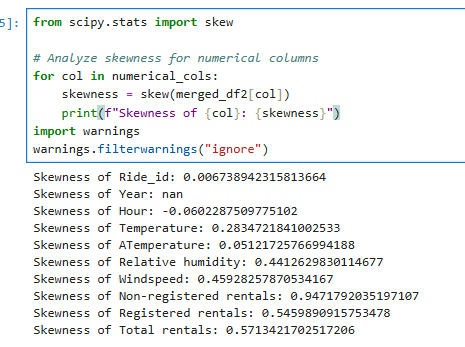 5]:
from scipy.stats import skew

# Analyze skewness for numerical columns
for col in numerical_cols:
    skewness = skew(merged_df2[col])
    print(f"Skewness of {col}: {skewness}")
import warnings
warnings.filterwarnings("ignore")
Skewness of Ride_id: 0.006738942315813664
Skewness of Year: nan
Skewness of Hour: -0.0602287509775102
Skewness of Temperature: 0.2834721841002533
Skewness of ATemperature: 0.05121725766994188
Skewness of Relative humidity: 0.4412629830114677
Skewness of Windspeed: 0.45928257870534167
Skewness of Non-registered rentals: 0.9471792035197107
Skewness of Registered rentals: 0.5459890915753478
Skewness of Total rentals: 0.5713421702517206